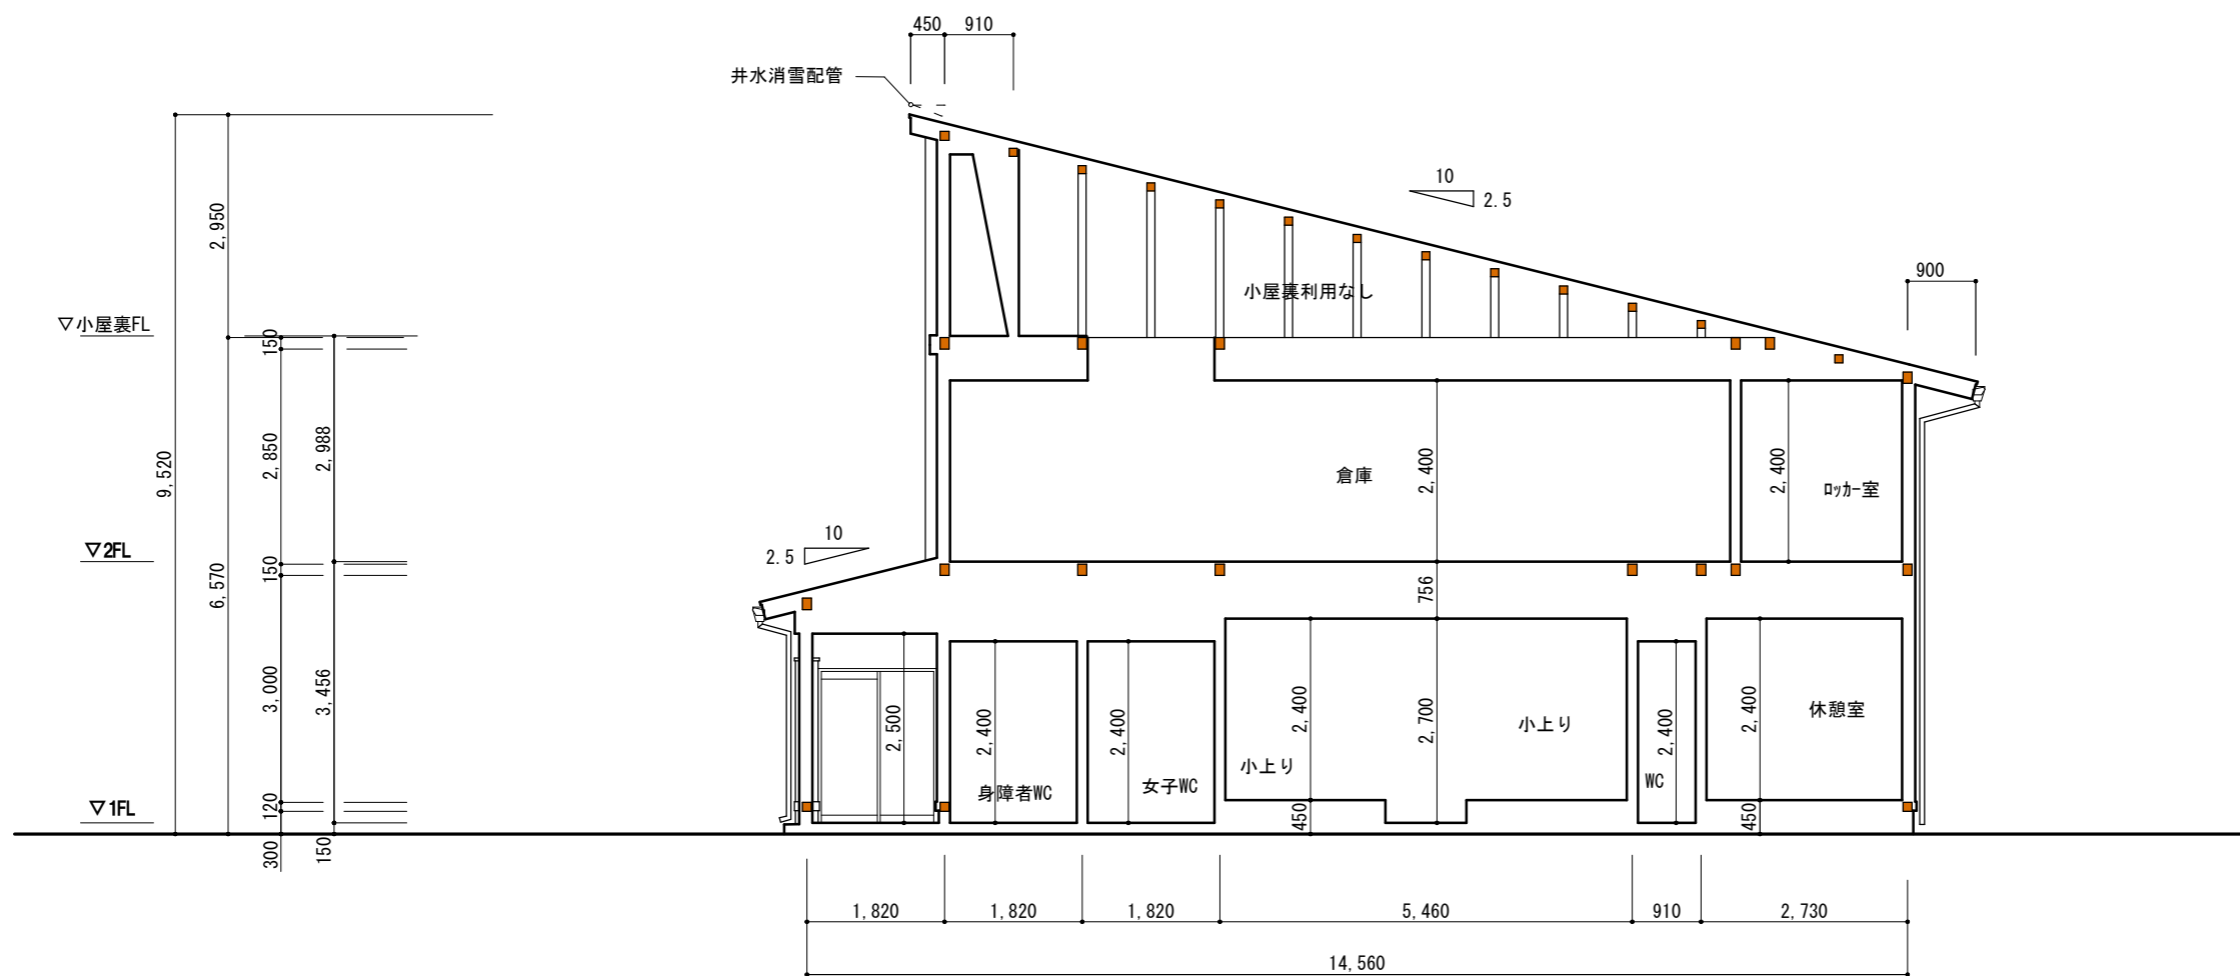 450 910
井水消雪配管
10
2.5
900
2,950
▽小屋裏FL
小屋裏利用なし
150
9,520
2,850
2,988
倉庫
2,400
2,400
ﾛｯｶｰ室
▽2FL
10
2.5
6,570
150
756
3,000
3,456
2,500
2,400
2,400
2,400
2,700
2,400
2,400
小上り
小上り
休憩室
身障者WC
女子WC
WC
▽1FL
120
450
450
300
150
1,820 1,820 1,820 5,460 910 2,730
14,560